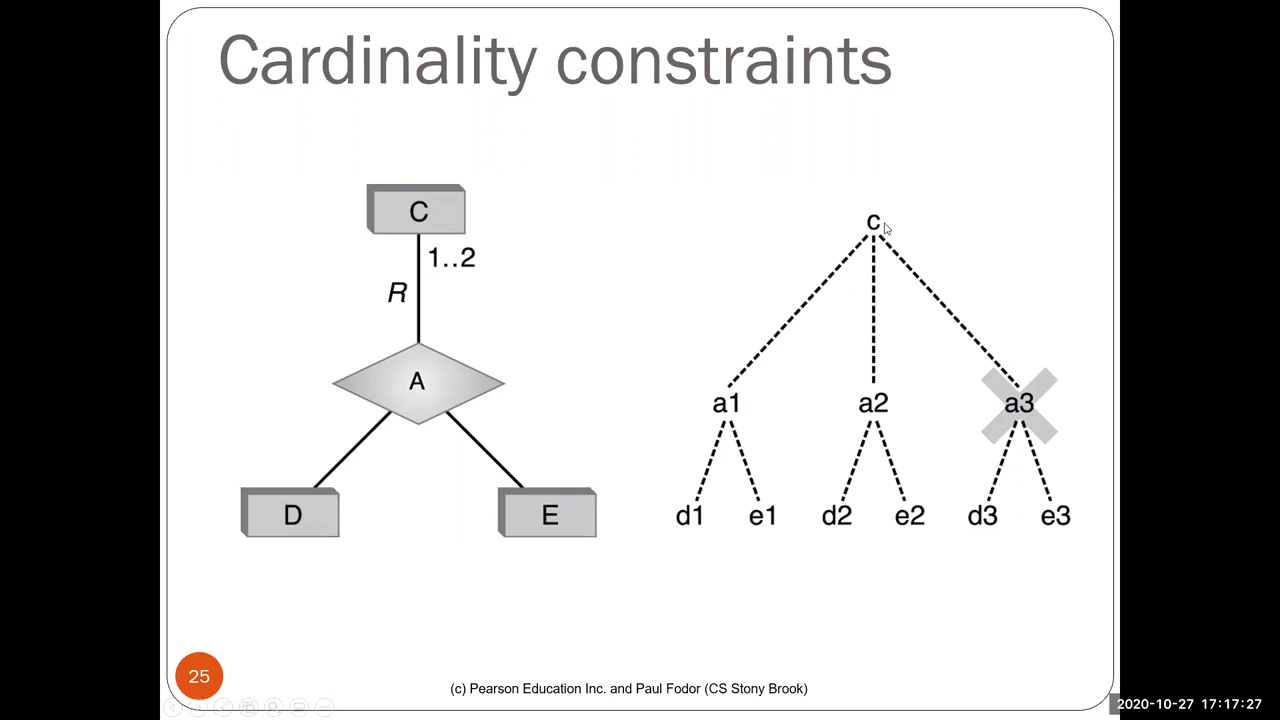 Cardinality constraints
C
1..2
R
A
D
E
c
a1 a2 a3
d1 e1 d2 e2 d3 e3
25
(c) Pearson Education Inc. and Paul Fodor (CS Stony Brook)
2020-10-27 17:17:27